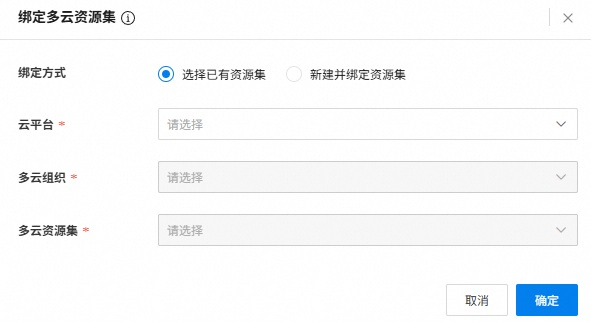 绑定多云资源集
绑定方式 选择已有资源集 新建并绑定资源集
云平台 * 请选择
多云组织 * 请选择
多云资源集 * 请选择
取消 确定